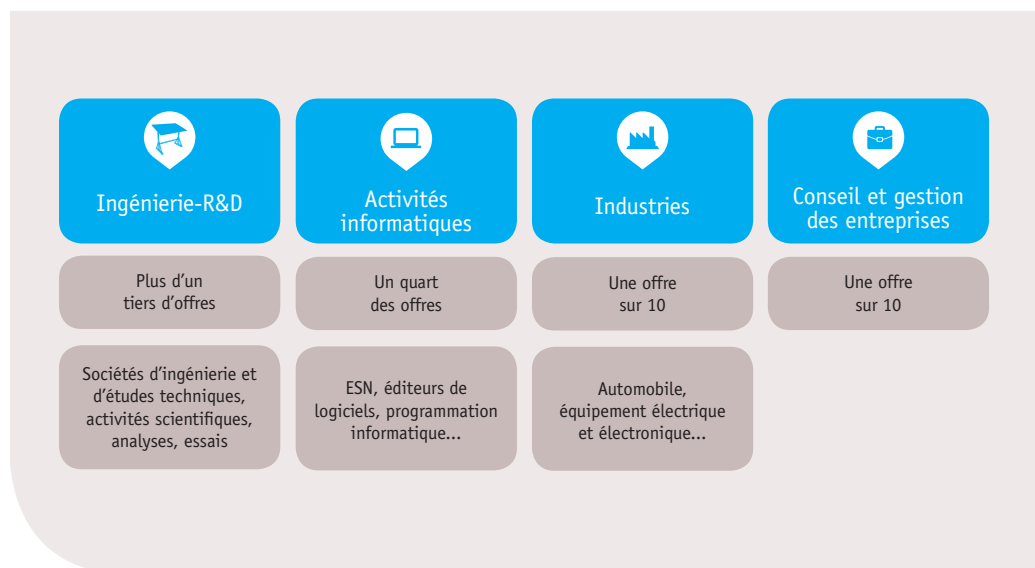 Ingénierie-R&D
Plus d'un
tiers d'offres
Sociétés d'ingénierie et
d'études techniques,
activités scientifiques,
analyses, essais
Activités
informatiques
Un quart
des offres
ESN, éditeurs de
logiciels, programmation
informatique...
Industries
Une offre
sur 10
Automobile,
équipement électrique
et électronique...
Conseil et gestion
des entreprises
Une offre
sur 10